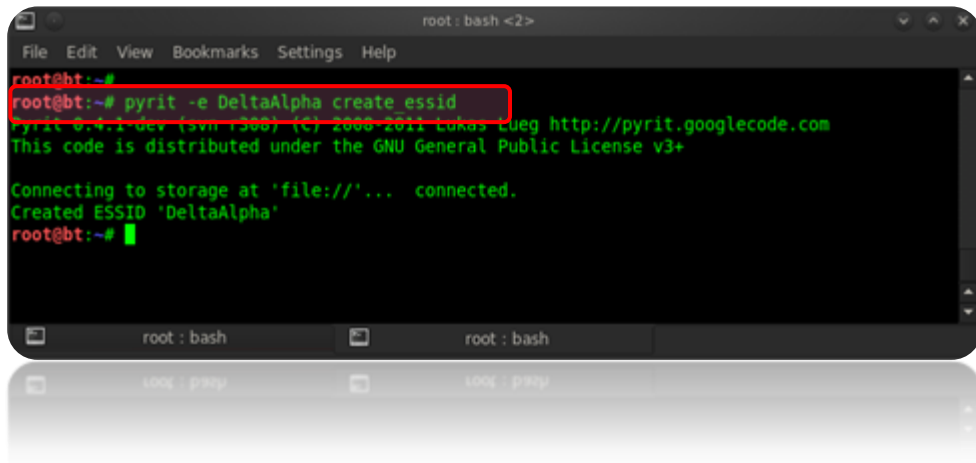 root : bash <2>
File Edit View Bookmarks Settings Help
root@bt:~#
root@bt:~# pyrit -e DeltaAlpha create_essid
Pyrit 0.4.1-dev (svn r308) (C) 2008-2011 Lukas Lueg http://pyrit.googlecode.com
This code is distributed under the GNU General Public License v3+
Connecting to storage at 'file://'... connected.
Created ESSID 'DeltaAlpha'
root@bt:~#
root : bash root : bash